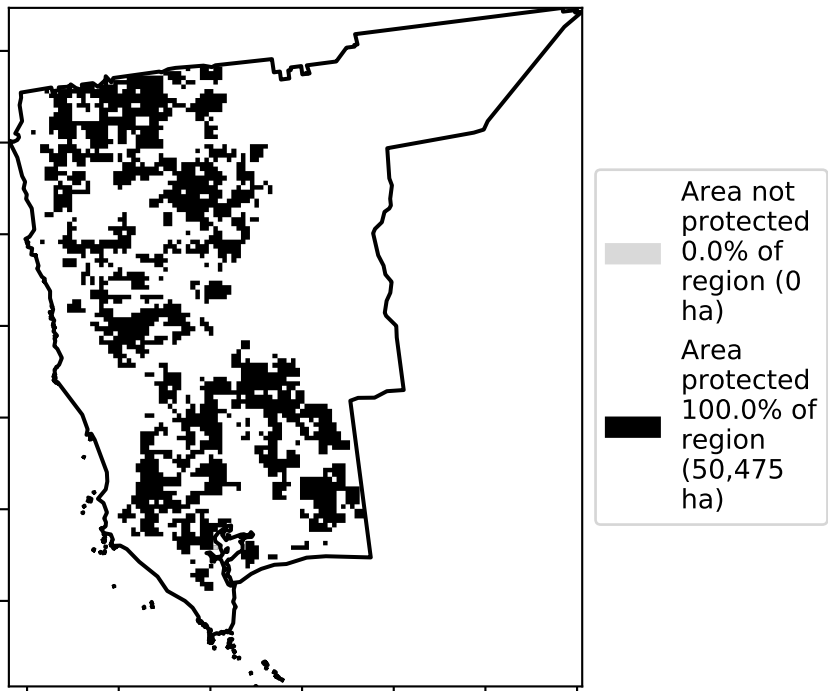 Area not
protected
0.0% of
region (0
ha)
Area
protected
100.0% of
region
(50,475
ha)